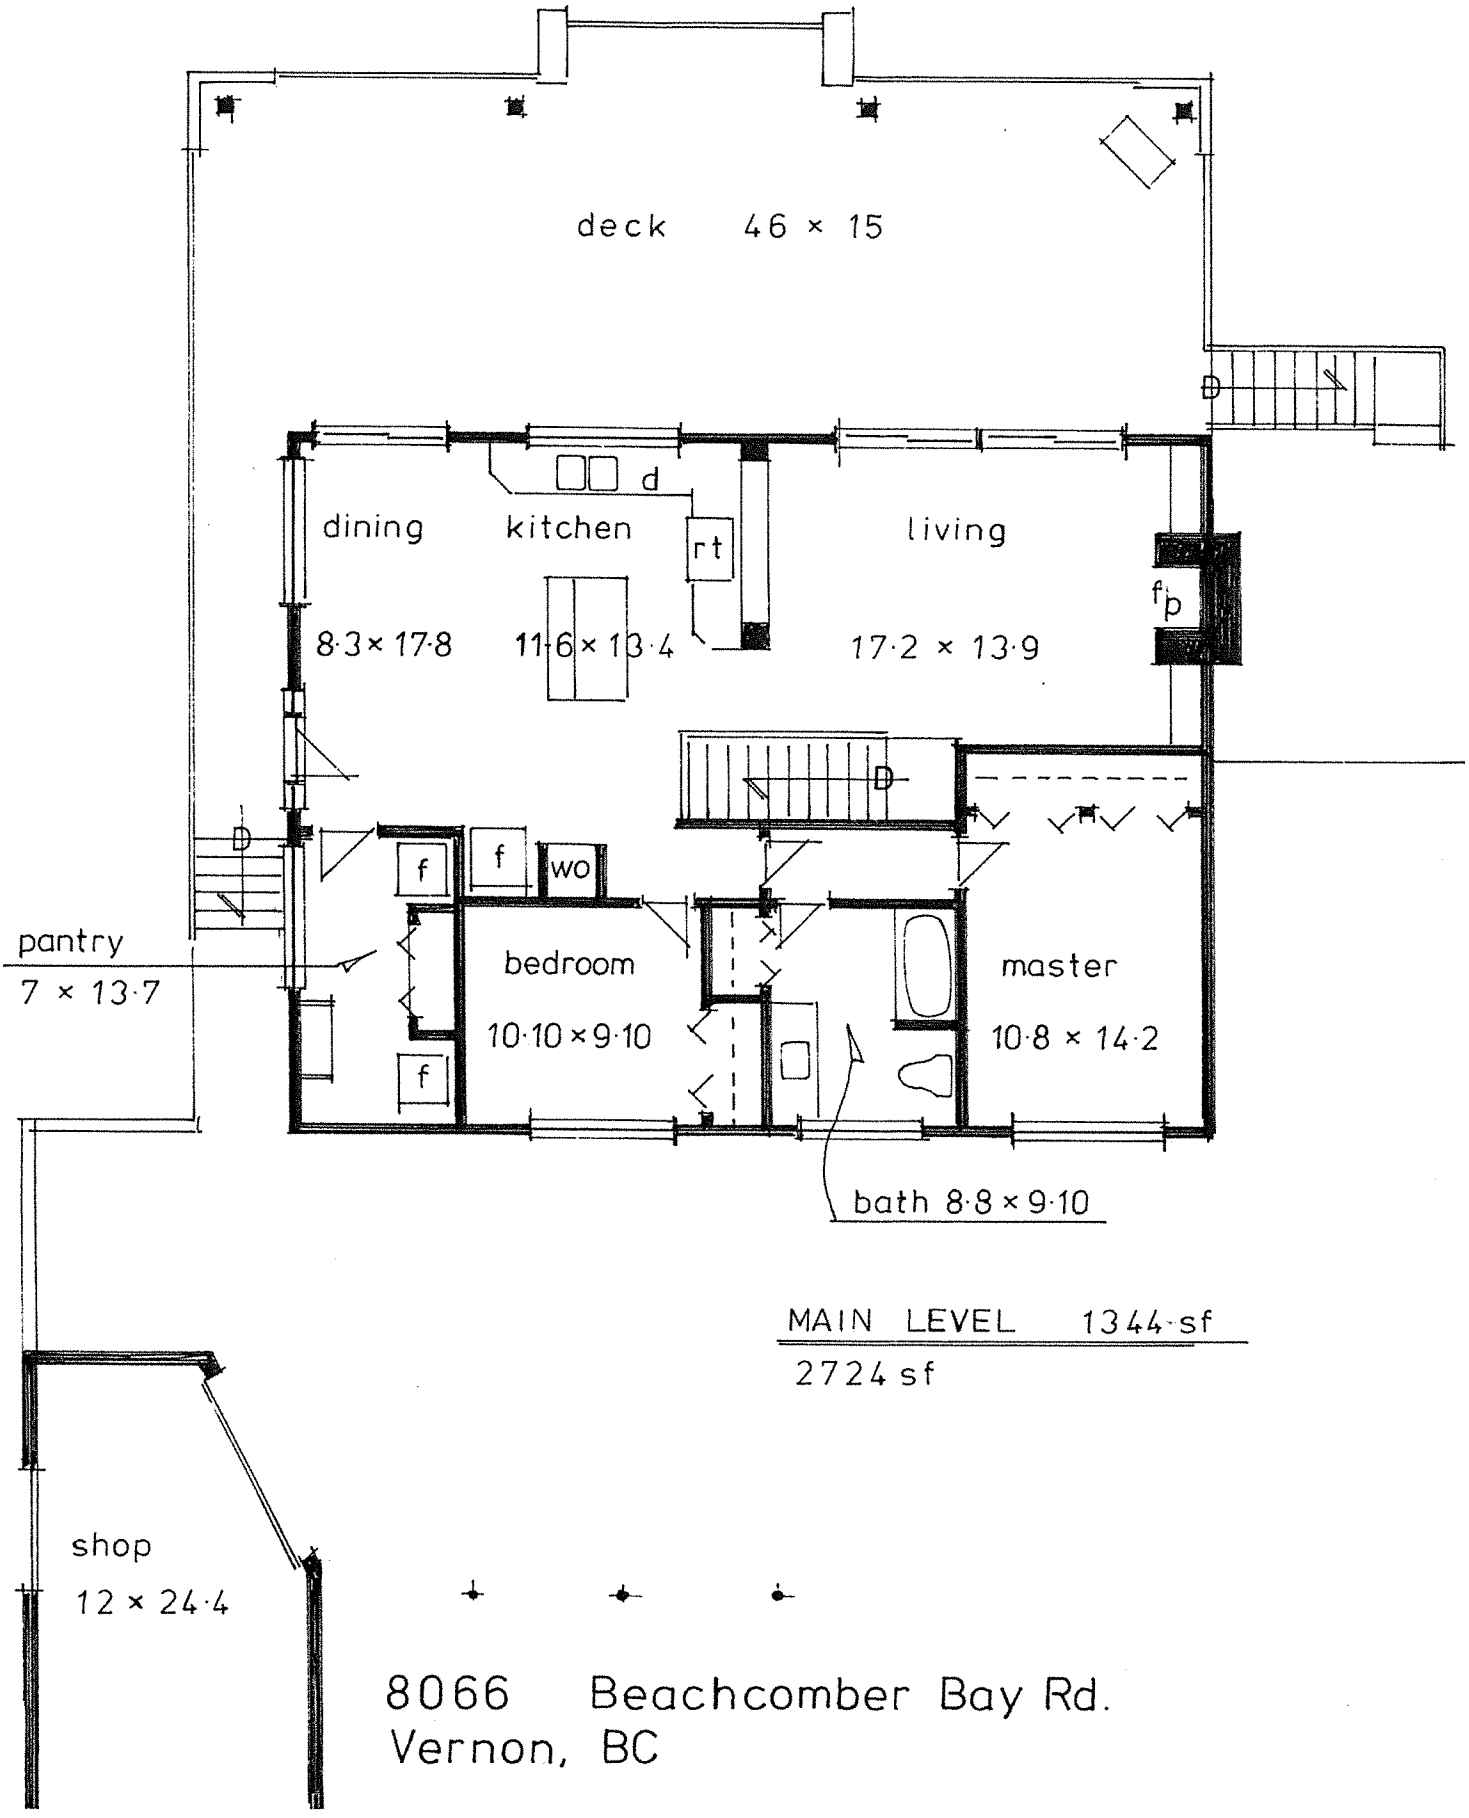 deck 46 × 15
D
d
dining kitchen living
rt
fp
8·3 × 17·8 11·6 × 13·4 17·2 × 13·9
D
D
f f wo
pantry
7 × 13·7
bedroom master
10·10 × 9·10 10·8 × 14·2
f
bath 8·8 × 9·10
MAIN LEVEL 1344 sf
2724 sf
shop
12 × 24·4
8066 Beachcomber Bay Rd.
Vernon, BC